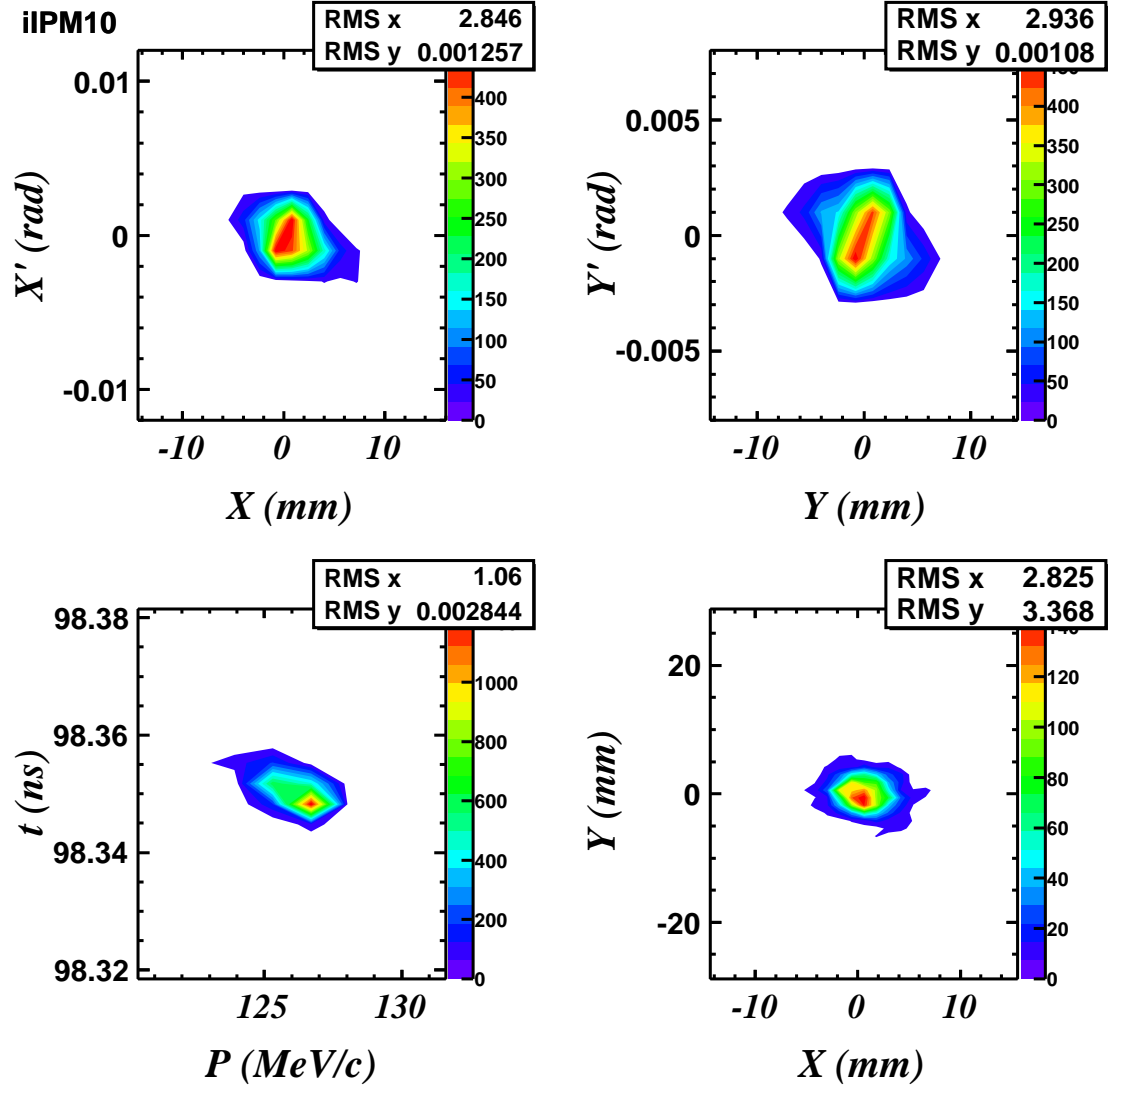 iIPM10
RMS x 2.846
RMS y 0.001257
0.01
0
-0.01
X' (rad)
-10 0 10
X (mm)
400
350
300
250
200
150
100
50
0
RMS x 2.936
RMS y 0.00108
0.005
0
-0.005
Y' (rad)
-10 0 10
Y (mm)
400
350
300
250
200
150
100
50
0
RMS x 1.06
RMS y 0.002844
98.38
98.36
98.34
98.32
t (ns)
125 130
P (MeV/c)
1000
800
600
400
200
0
RMS x 2.825
RMS y 3.368
20
0
-20
Y (mm)
-10 0 10
X (mm)
120
100
80
60
40
20
0